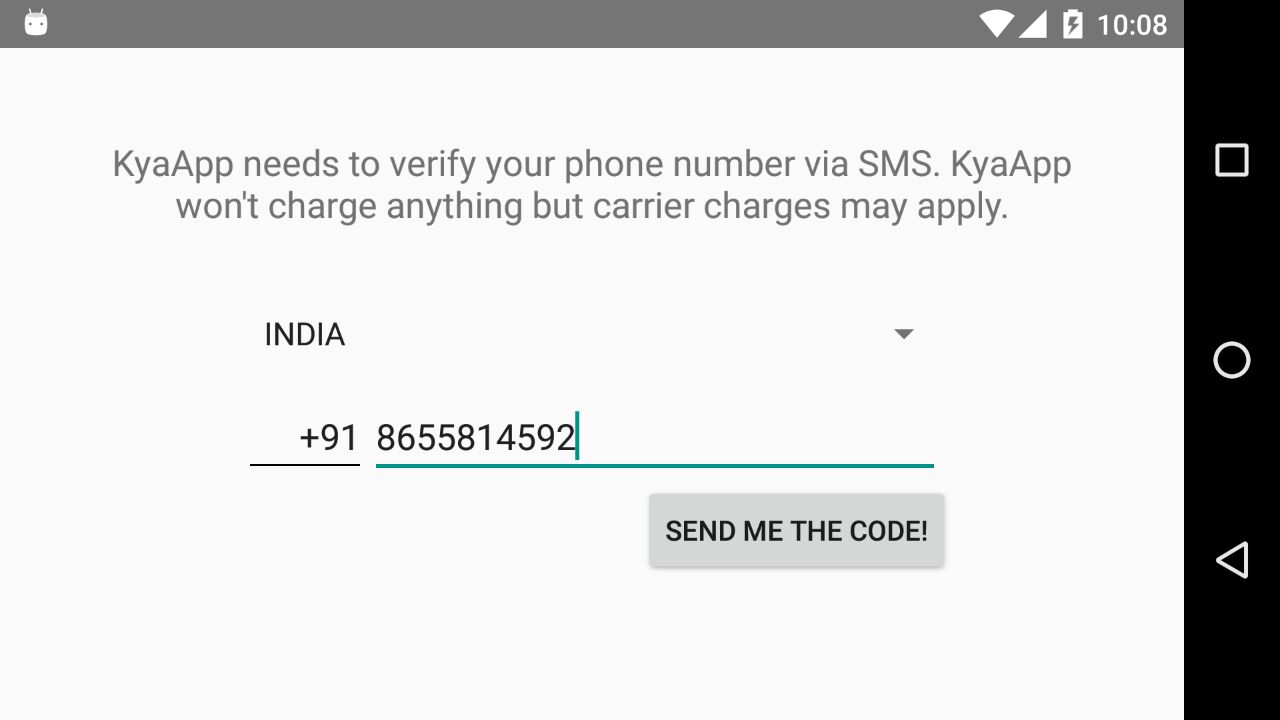 10:08
KyaApp needs to verify your phone number via SMS. KyaApp
won't charge anything but carrier charges may apply.
INDIA
+91 8655814592
SEND ME THE CODE!